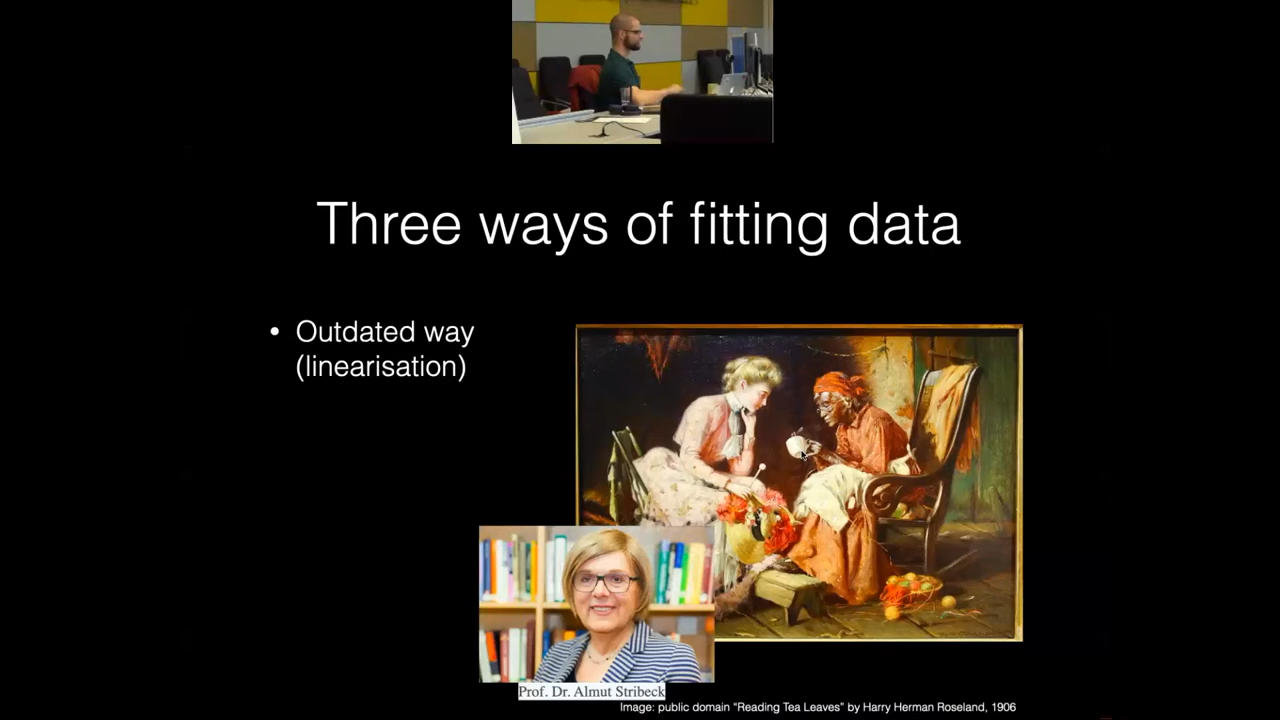 Three ways of fitting data
• Outdated way
(linearisation)
Prof. Dr. Almut Stribeck
Image: public domain "Reading Tea Leaves" by Harry Herman Roseland, 1906